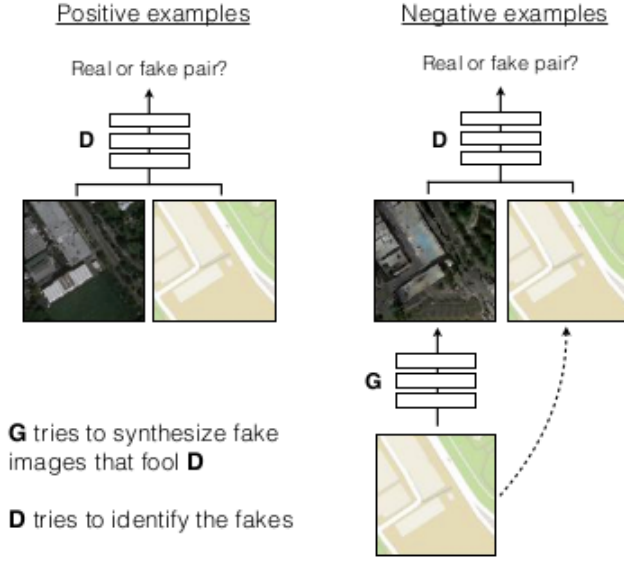 Positive examples
Real or fake pair?
D
G tries to synthesize fake
images that fool D
D tries to identify the fakes
Negative examples
Real or fake pair?
D
G